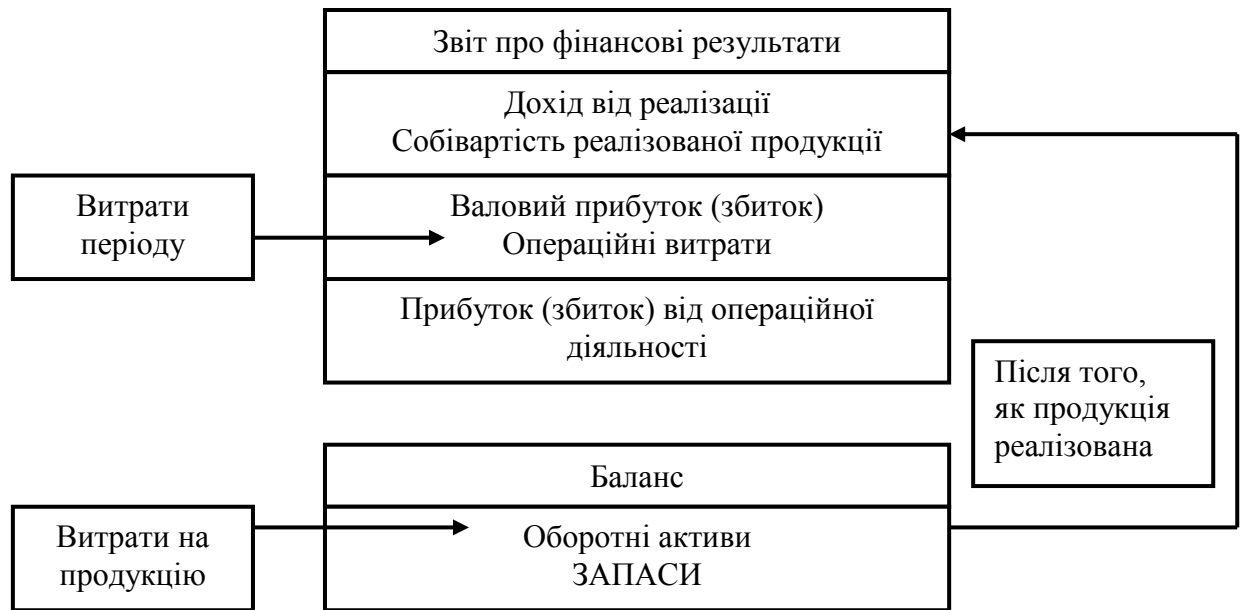 Звіт про фінансові результати
Дохід від реалізації
Собівартість реалізованої продукції
Витрати
періоду
Валовий прибуток (збиток)
Операційні витрати
Прибуток (збиток) від операційної
діяльності
Після того,
як продукція
реалізована
Баланс
Витрати на
продукцію
Оборотні активи
ЗАПАСИ